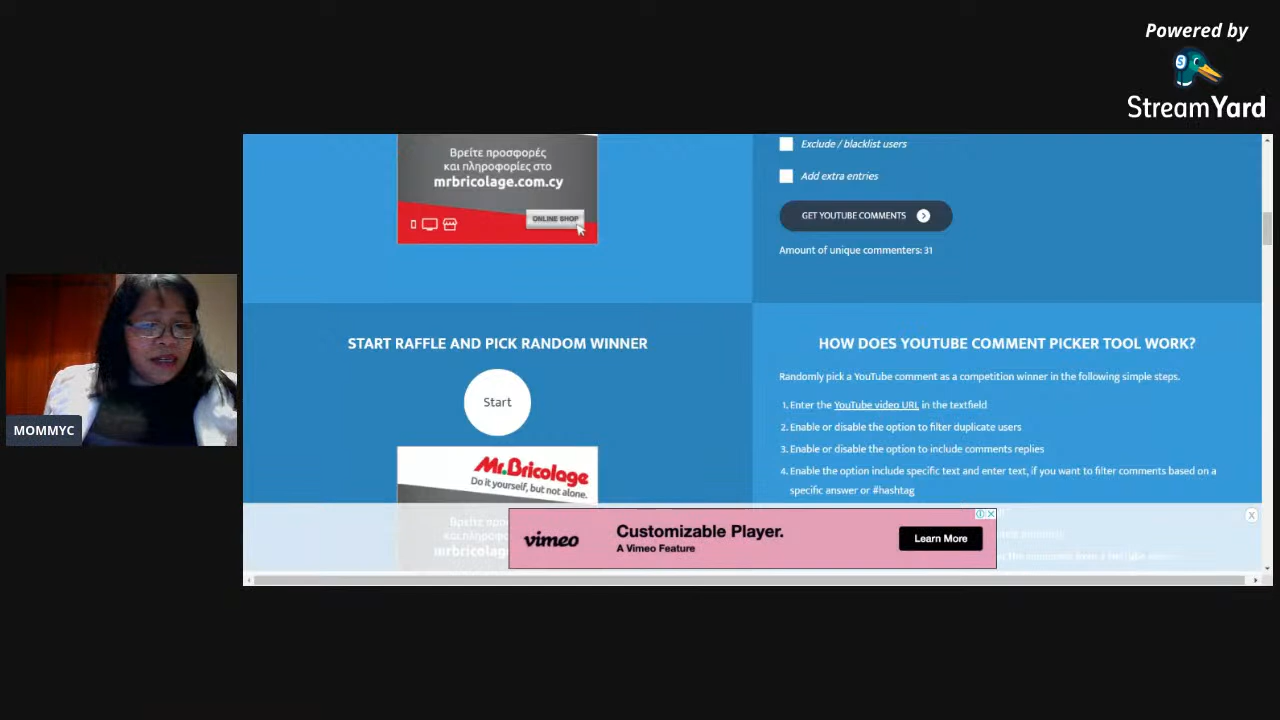 Powered by
StreamYard
MOMMYC
Βρείτε προσφορές
και πληροφορίες στο
mrbricolage.com.cy
ONLINE SHOP
Exclude / blacklist users
Add extra entries
GET YOUTUBE COMMENTS
Amount of unique commenters: 31
START RAFFLE AND PICK RANDOM WINNER
Start
Mr.Bricolage
Do it yourself, but not alone.
HOW DOES YOUTUBE COMMENT PICKER TOOL WORK?
Randomly pick a YouTube comment as a competition winner in the following simple steps.
1. Enter the YouTube video URL in the textfield
2. Enable or disable the option to filter duplicate users
3. Enable or disable the option to include comments replies
4. Enable the option include specific text and enter text, if you want to filter comments based on a
specific answer or #hashtag
vimeo
Customizable Player.
A Vimeo Feature
Learn More